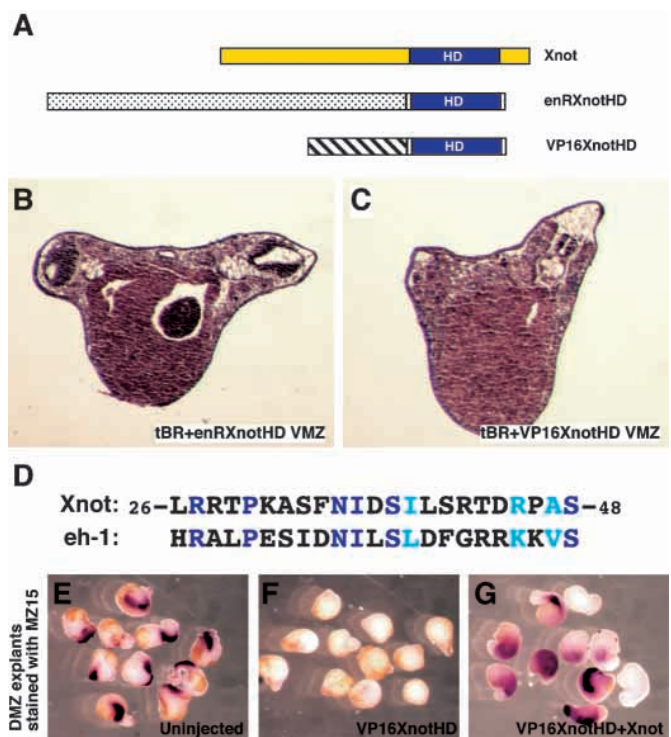 A
HD
Xnot
HD
enRXnotHD
HD
VP16XnotHD
B
tBR+enRXnotHD VMZ
C
tBR+VP16XnotHD VMZ
D
Xnot: 26-LRRTPKASFNIDSILSRTDRPAS-48
eh-1: HRALPESIDNILSLDFGRRKKVS
DMZ explants
stained with MZ15
E
Uninjected
F
VP16XnotHD
G
VP16XnotHD+Xnot